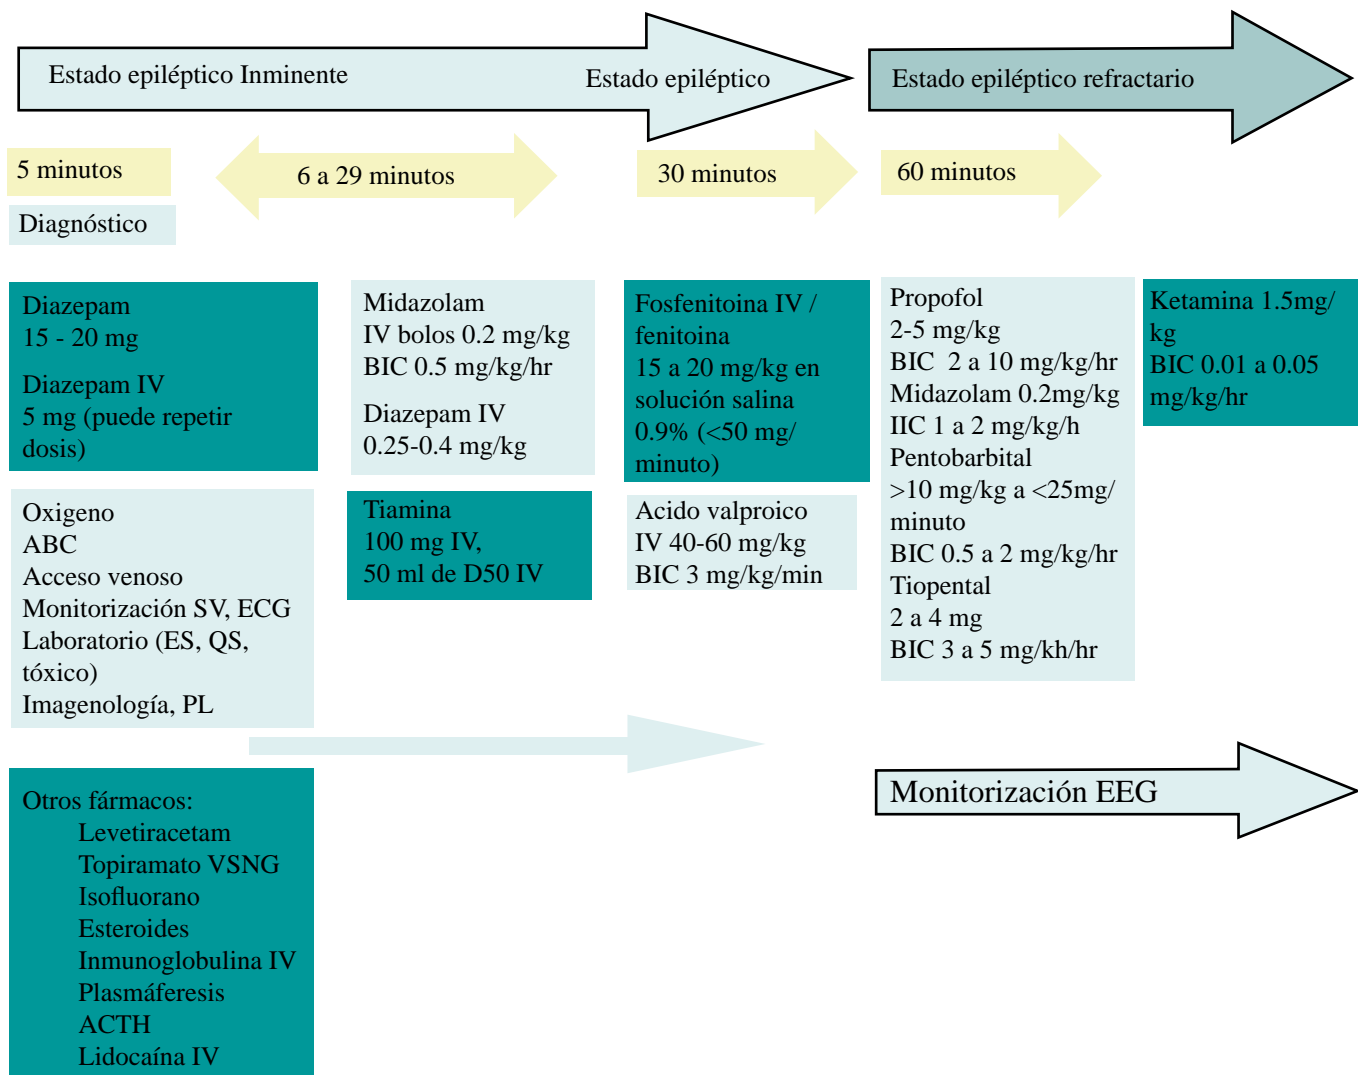 Estado epiléptico Inminente
Estado epiléptico
Estado epiléptico refractario
5 minutos
6 a 29 minutos
30 minutos
60 minutos
Diagnóstico
Diazepam
15 - 20 mg
Diazepam IV
5 mg (puede repetir
dosis)
Midazolam
IV bolos 0.2 mg/kg
BIC 0.5 mg/kg/hr
Diazepam IV
0.25-0.4 mg/kg
Fosfenitoina IV /
fenitoina
15 a 20 mg/kg en
solución salina
0.9% (<50 mg/
minuto)
Propofol
2-5 mg/kg
BIC  2 a 10 mg/kg/hr
Midazolam 0.2mg/kg
IIC 1 a 2 mg/kg/h
Pentobarbital
>10 mg/kg a <25mg/
minuto
BIC 0.5 a 2 mg/kg/hr
Tiopental
2 a 4 mg
BIC 3 a 5 mg/kh/hr
Ketamina 1.5mg/
kg
BIC 0.01 a 0.05
mg/kg/hr
Oxigeno
ABC
Acceso venoso
Monitorización SV, ECG
Laboratorio (ES, QS,
tóxico)
Imagenología, PL
Tiamina
100 mg IV,
50 ml de D50 IV
Acido valproico
IV 40-60 mg/kg
BIC 3 mg/kg/min
Monitorización EEG
Otros fármacos:
Levetiracetam
Topiramato VSNG
Isofluorano
Esteroides
Inmunoglobulina IV
Plasmáferesis
ACTH
Lidocaína IV